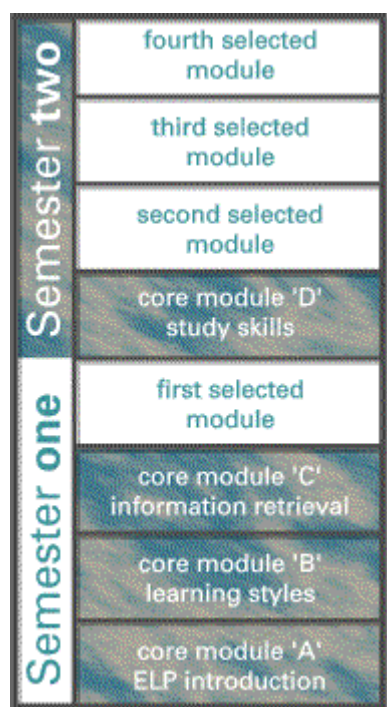 Semester two
fourth selected
module
third selected
module
second selected
module
core module 'D'
study skills
Semester one
first selected
module
core module 'C'
information retrieval
core module 'B'
learning styles
core module 'A'
ELP introduction